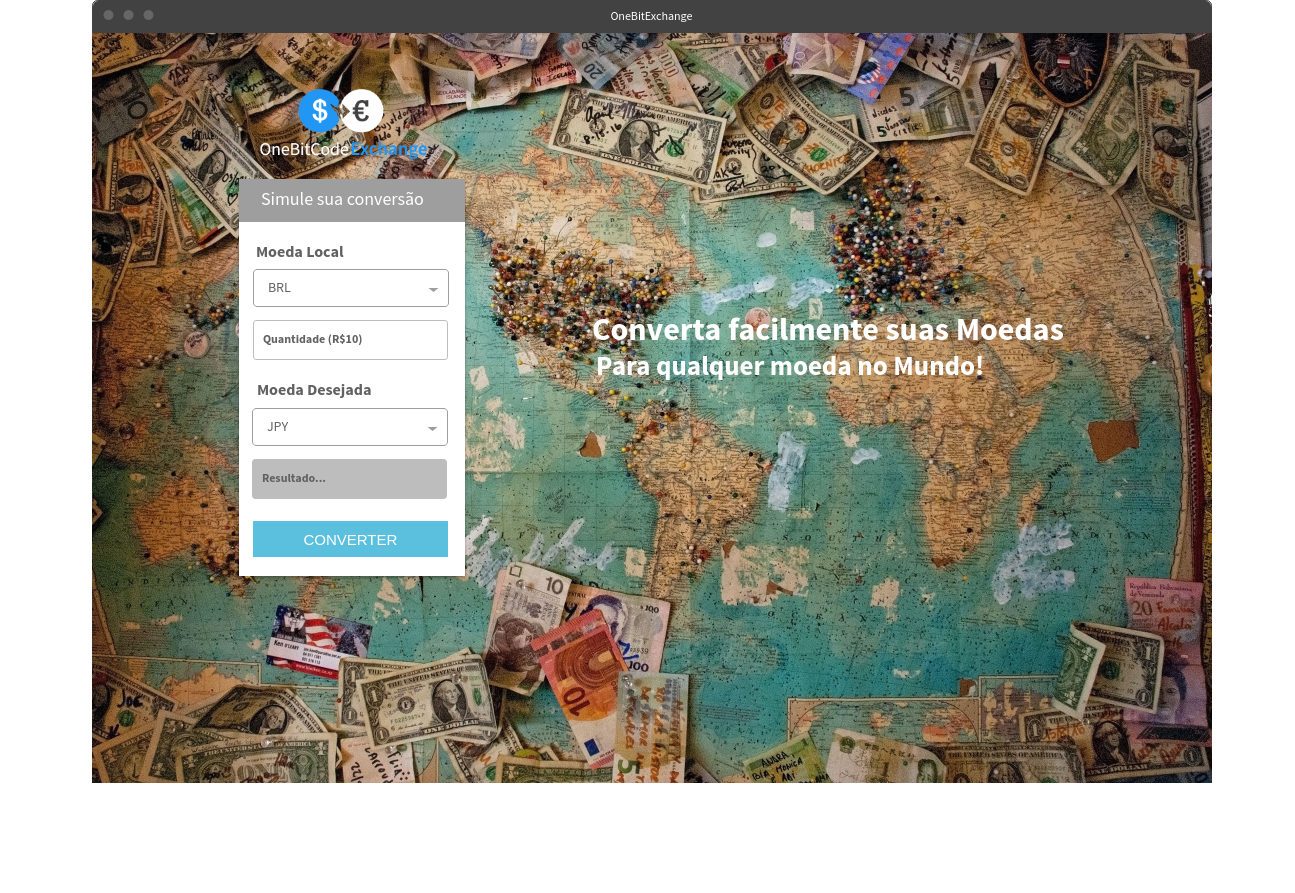 OneBitExchange
$ €
OneBitCodeExchange
Simule sua conversão
Moeda Local
BRL
Quantidade (R$10)
Moeda Desejada
JPY
Resultado...
CONVERTER
Converta facilmente suas Moedas
Para qualquer moeda no Mundo!